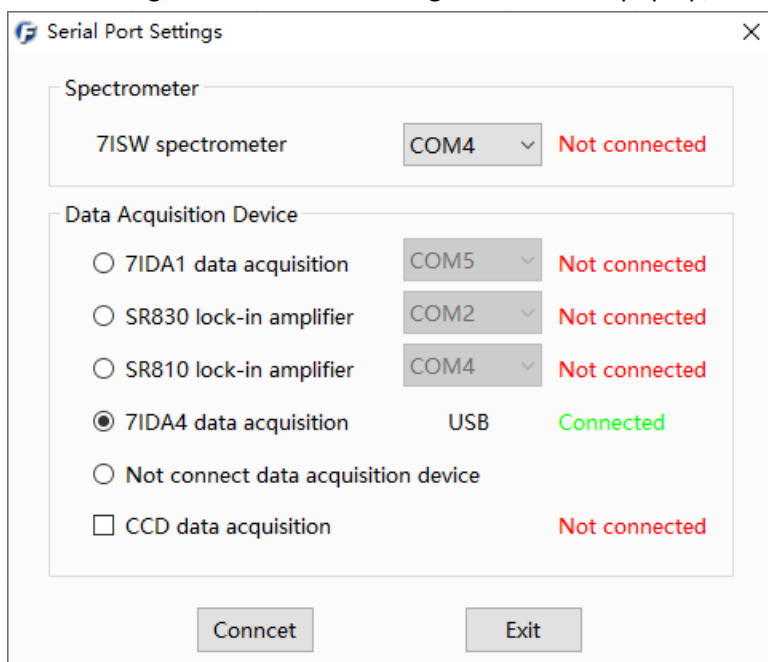 Serial Port Settings
Spectrometer
7ISW spectrometer COM4 Not connected
Data Acquisition Device
7IDA1 data acquisition COM5 Not connected
SR830 lock-in amplifier COM2 Not connected
SR810 lock-in amplifier COM4 Not connected
7IDA4 data acquisition USB Connected
Not connect data acquisition device
CCD data acquisition Not connected
Conncet Exit